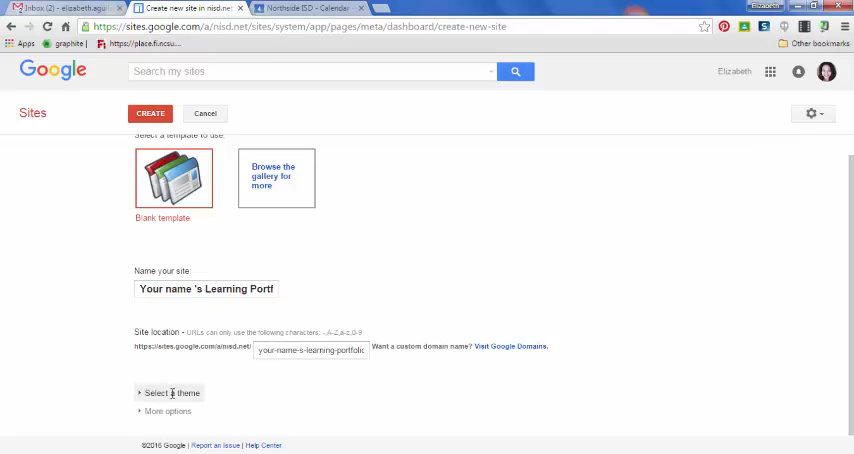 Elizabeth
Inbox (2) - elizabeth.aguila
Create new site in nisd.net
Northside ISD - Calendar
https://sites.google.com/a/nisd.net/sites/system/app/pages/meta/dashboard/create-new-site
Apps graphite | https://place.fi.ncsu... Other bookmarks
Google Search my sites Elizabeth
Sites CREATE Cancel
Select a template to use:
Browse the
gallery for
more
Blank template
Name your site:
Your name 's Learning Portf
Site location - URLs can only use the following characters: -,A-Z,a-z,0-9
https://sites.google.com/a/nisd.net/ your-name-s-learning-portfolio Want a custom domain name? Visit Google Domains.
Select a theme
More options
©2016 Google | Report an Issue | Help Center